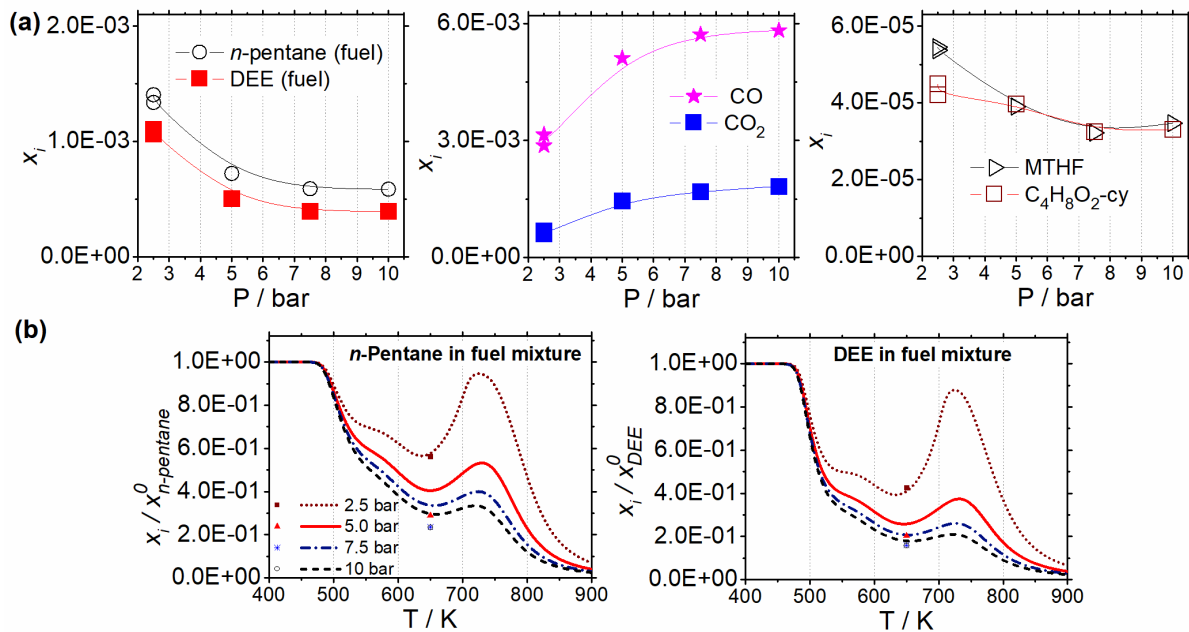 (a)
2.0E-03
1.0E-03
0.0E+00
x_i
n-pentane (fuel)
DEE (fuel)
2 3 4 5 6 7 8 9 10
P / bar
6.0E-03
3.0E-03
0.0E+00
x_i
CO
CO₂
2 3 4 5 6 7 8 9 10
P / bar
6.0E-05
4.0E-05
2.0E-05
0.0E+00
x_i
MTHF
C₄H₈O₂-cy
2 3 4 5 6 7 8 9 10
P / bar
(b)
n-Pentane in fuel mixture
1.0E+00
8.0E-01
6.0E-01
4.0E-01
2.0E-01
0.0E+00
x_i / x⁰_n-pentane
2.5 bar
5.0 bar
7.5 bar
10 bar
400 500 600 700 800 900
T / K
DEE in fuel mixture
1.0E+00
8.0E-01
6.0E-01
4.0E-01
2.0E-01
0.0E+00
x_i / x⁰_DEE
400 500 600 700 800 900
T / K